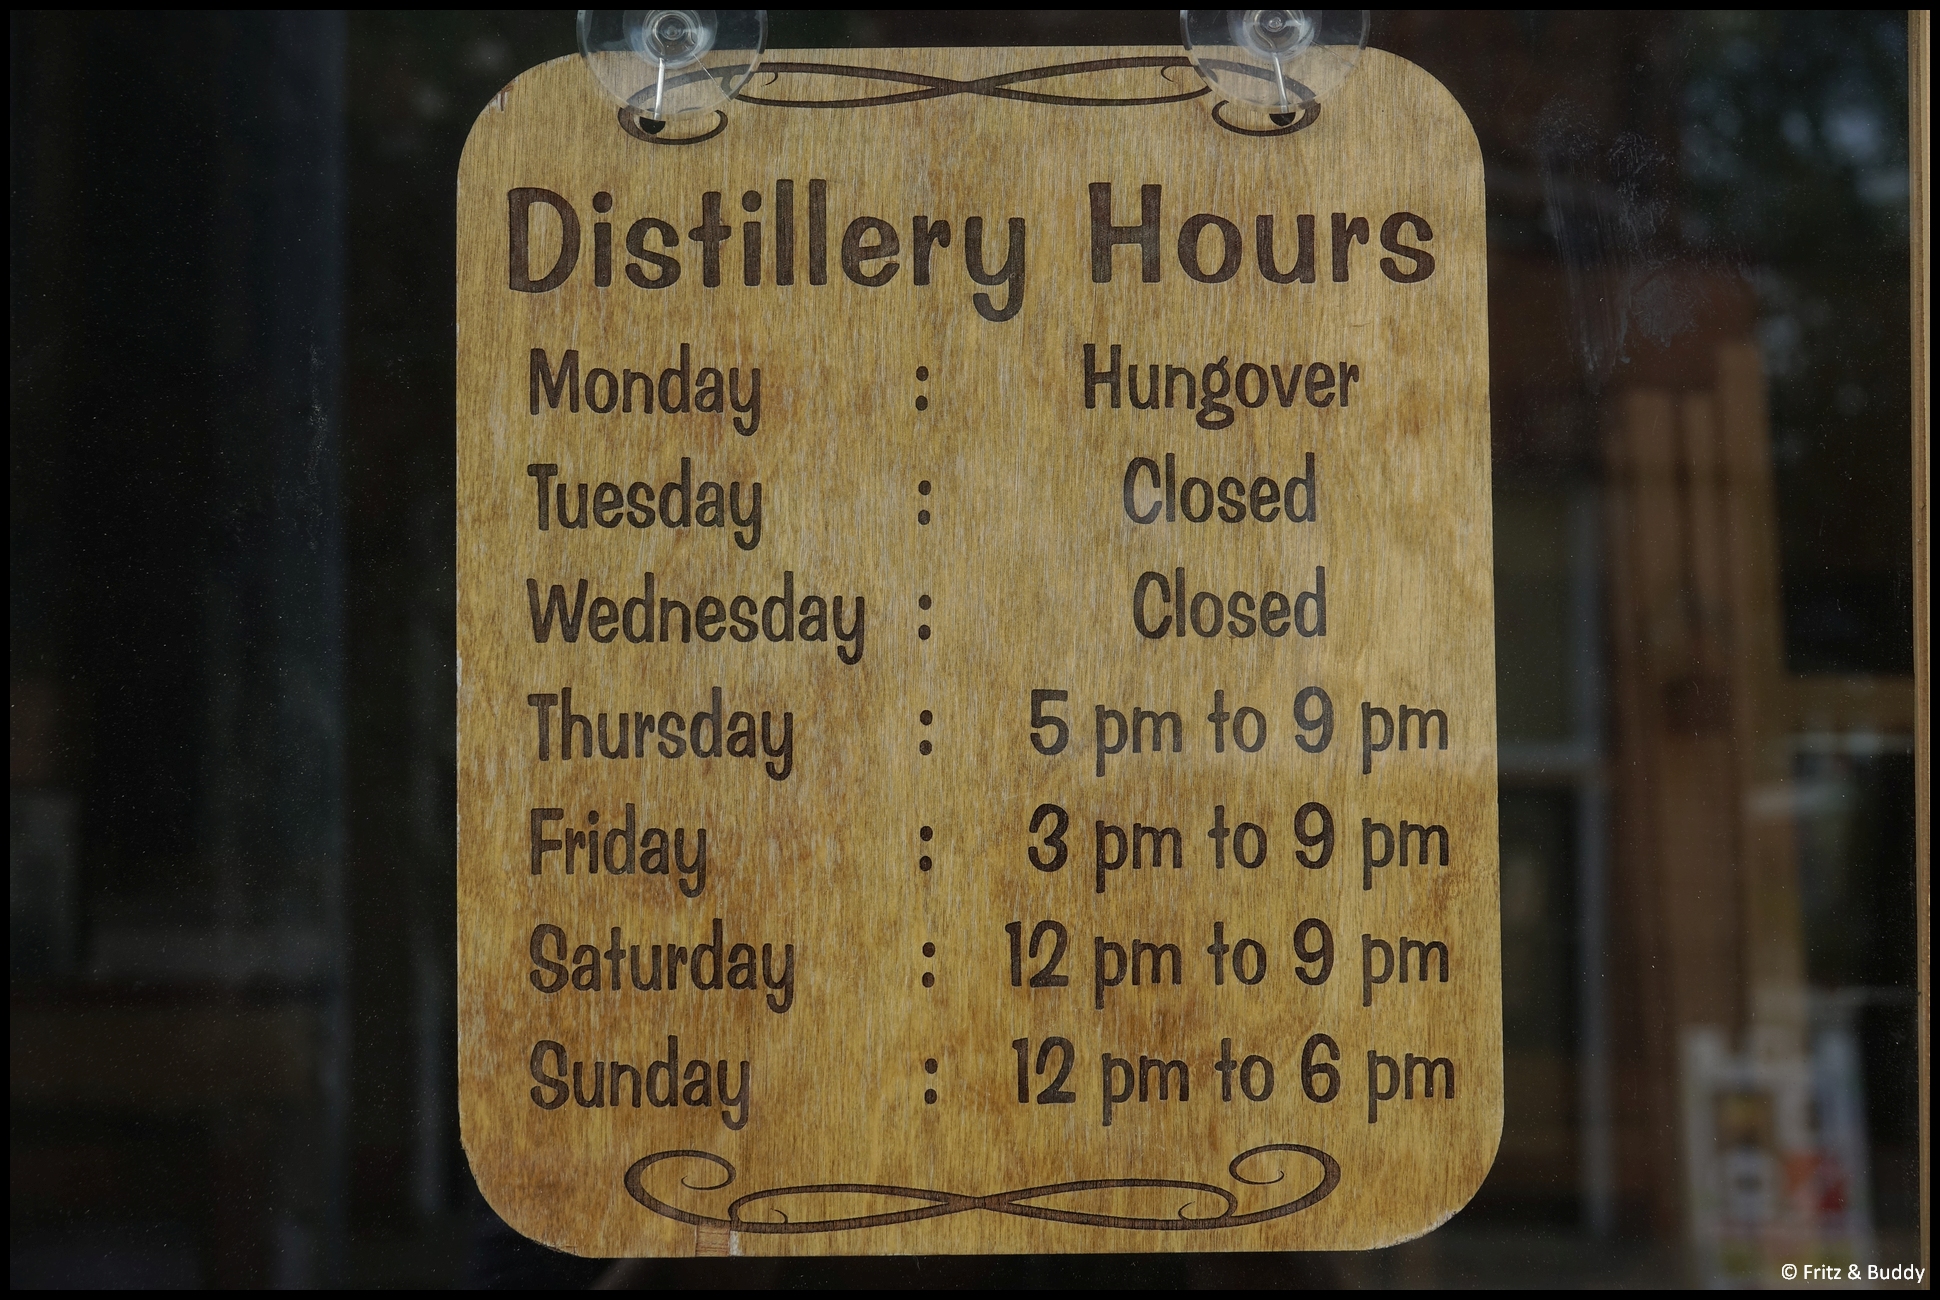 Distillery Hours
Monday : Hungover
Tuesday : Closed
Wednesday : Closed
Thursday : 5 pm to 9 pm
Friday : 3 pm to 9 pm
Saturday : 12 pm to 9 pm
Sunday : 12 pm to 6 pm
© Fritz & Buddy